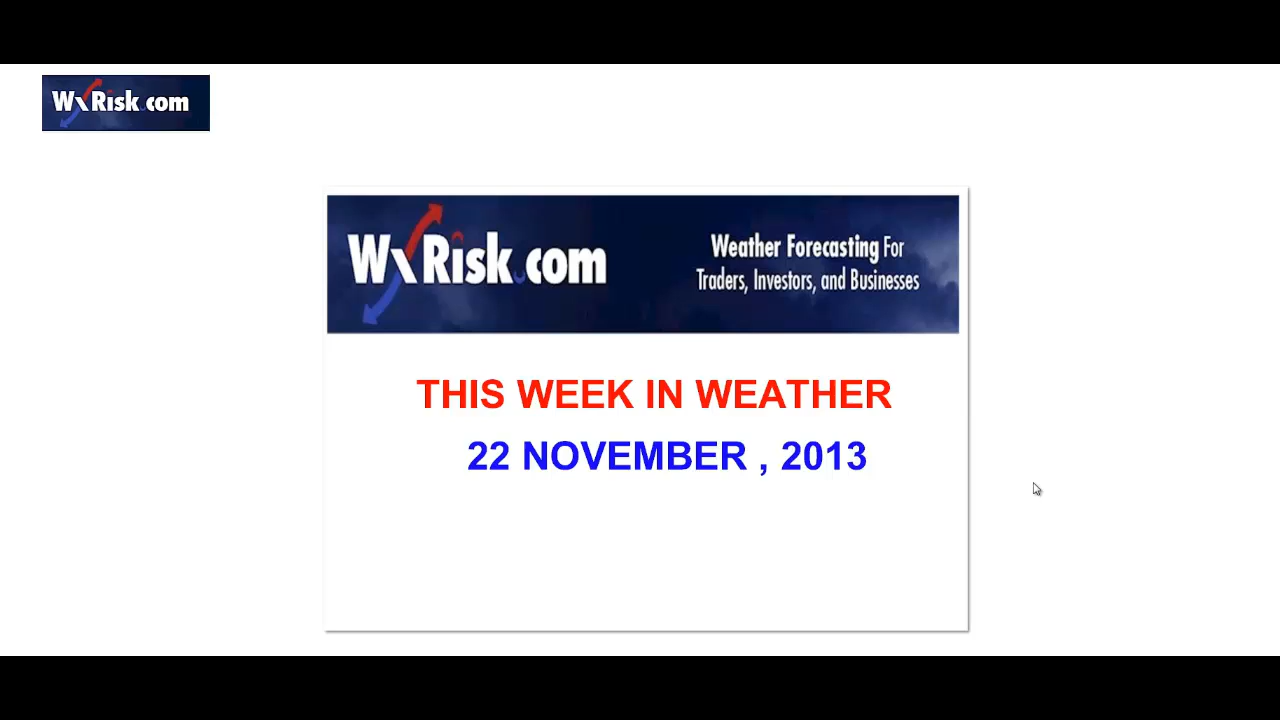 WxRisk.com
WxRisk.com
Weather Forecasting For
Traders, Investors, and Businesses
THIS WEEK IN WEATHER
22 NOVEMBER , 2013